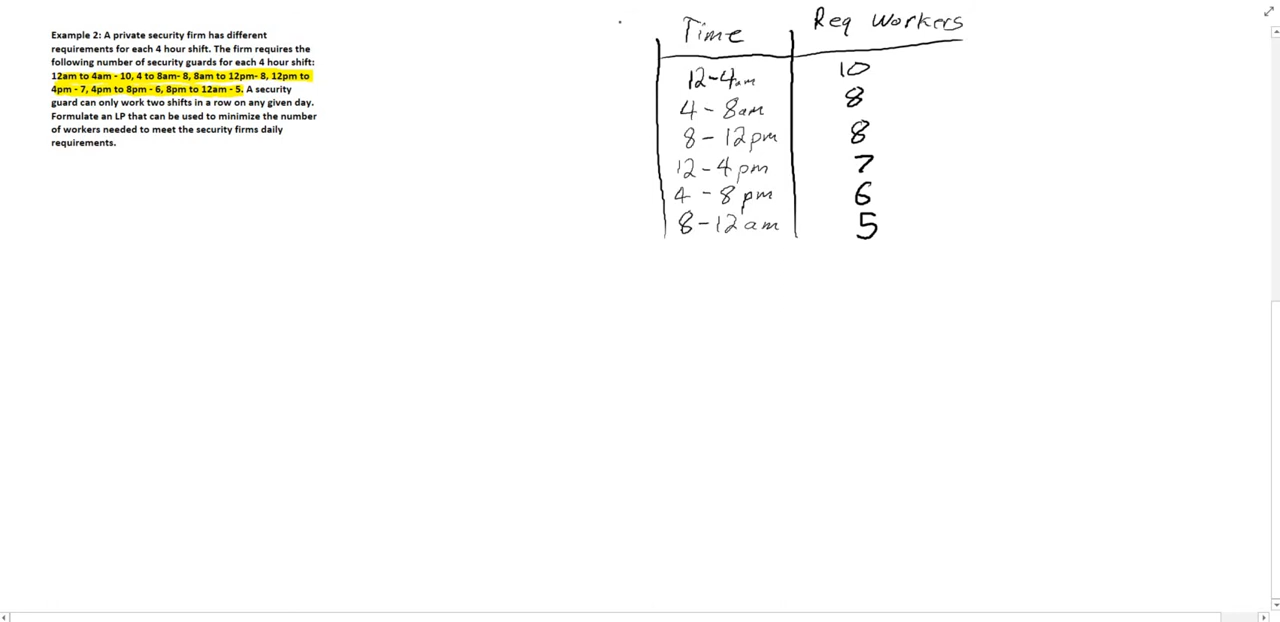 Example 2: A private security firm has different
requirements for each 4 hour shift. The firm requires the
following number of security guards for each 4 hour shift:
12am to 4am - 10, 4 to 8am- 8, 8am to 12pm- 8, 12pm to
4pm - 7, 4pm to 8pm - 6, 8pm to 12am - 5. A security
guard can only work two shifts in a row on any given day.
Formulate an LP that can be used to minimize the number
of workers needed to meet the security firms daily
requirements.
Time Req Workers
12-4am 10
4 - 8am 8
8 - 12pm 8
12-4pm 7
4 - 8pm 6
8-12am 5